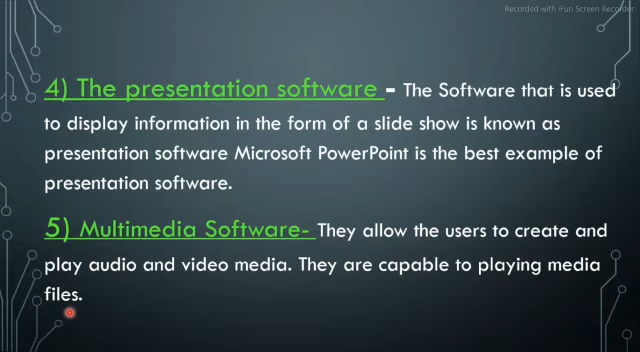 Recorded with iFun Screen Recorder
4) The presentation software - The Software that is used
to display information in the form of a slide show is known as
presentation software Microsoft PowerPoint is the best example of
presentation software.
5) Multimedia Software- They allow the users to create and
play audio and video media. They are capable to playing media
files.